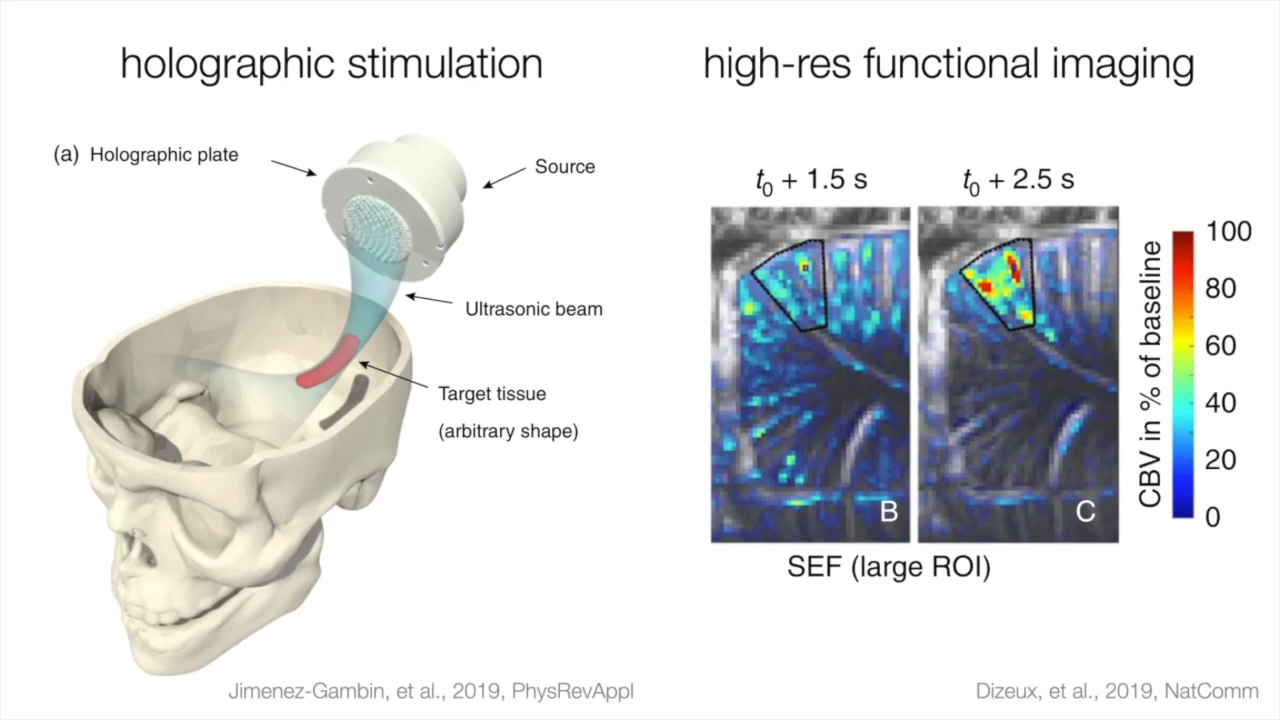 holographic stimulation
(a) Holographic plate
Source
Ultrasonic beam
Target tissue
(arbitrary shape)
Jimenez-Gambin, et al., 2019, PhysRevAppl
high-res functional imaging
t0 + 1.5 s
t0 + 2.5 s
B
C
CBV in % of baseline
100
80
60
40
20
0
SEF (large ROI)
Dizeux, et al., 2019, NatComm